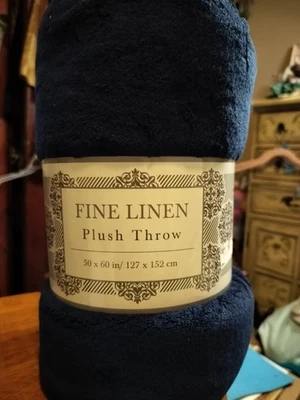 FINE LINEN
Plush Throw
50 x 60 in/ 127 x 152 cm